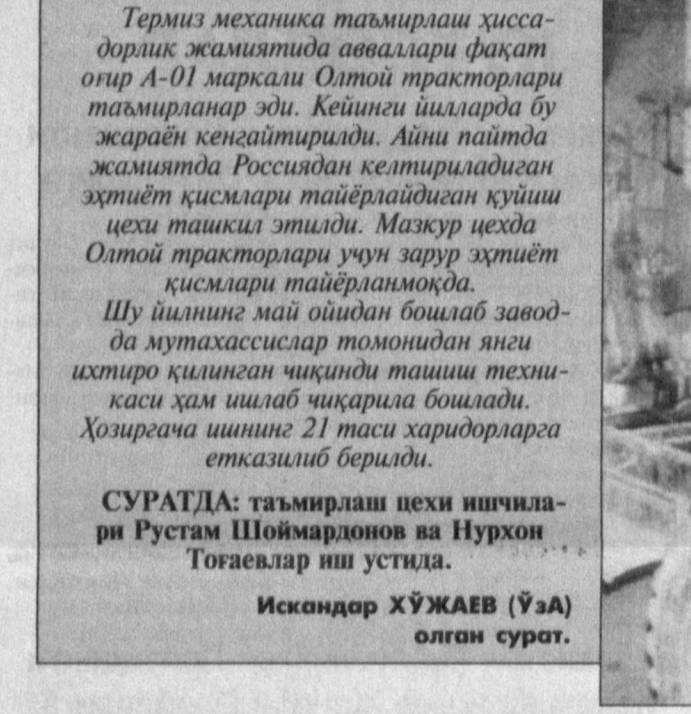 Термиз механика таъмирлаш ҳисса-
дорлик жамиятида авваллари фақат
оғир А-01 маркали Олтой тракторлари
таъмирланар эди. Кейинги йилларда бу
жараён кенгайтирилди. Айни пайтда
жамиятда Россиядан келтириладиган
эҳтиёт қисмлари тайёрлайдиган қуйиш
цехи ташкил этилди. Мазкур цехда
Олтой тракторлари учун зарур эҳтиёт
қисмлари тайёрланмоқда.
Шу йилнинг май ойидан бошлаб завод-
да мутахассислар томонидан янги
ихтиро қилинган чиқинди ташиш техни-
каси ҳам ишлаб чиқарила бошлади.
Ҳозиргача ишнинг 21 таси харидорларга
етказилиб берилди.
СУРАТДА: таъмирлаш цехи ишчила-
ри Рустам Шоймардонов ва Нурхон
Тоғаевлар иш устида.
Искандар ХЎЖАЕВ (ЎзА)
олган сурат.